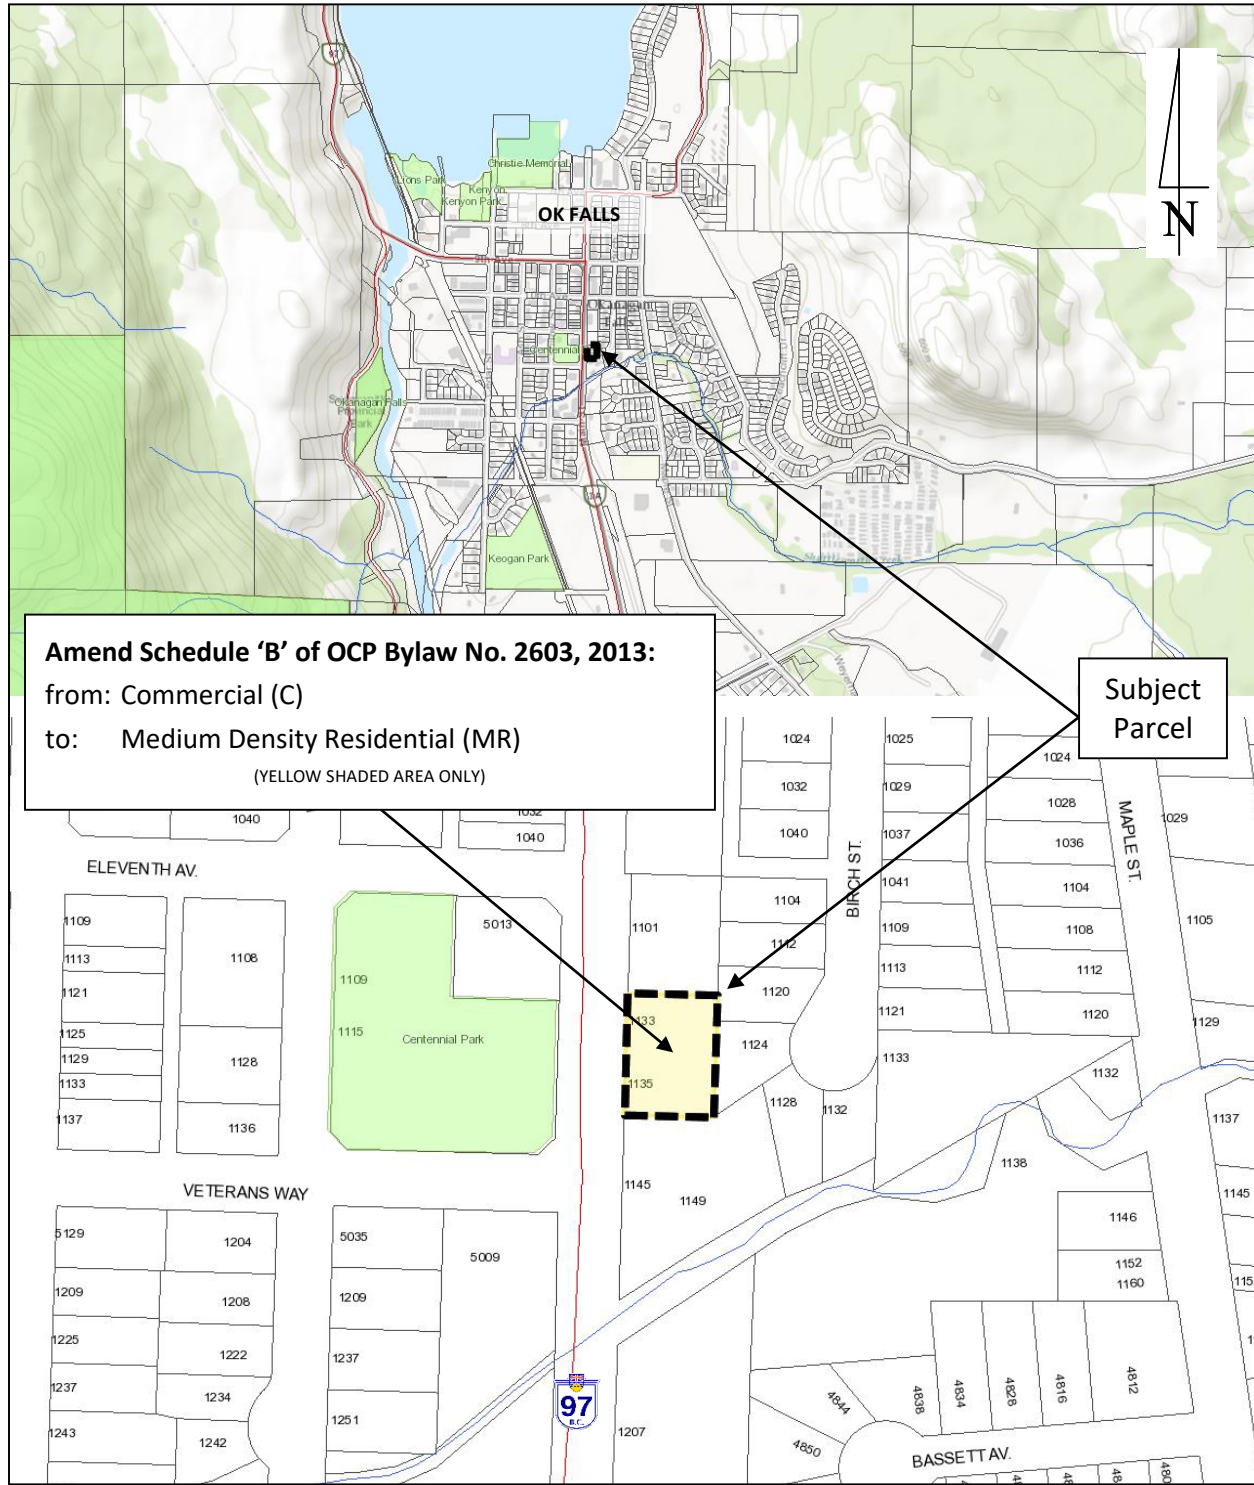 97
Christie Memorial
Lions Park
Kenyon
Kenyon Park
OK FALLS
9th Ave
Okanagan
Falls
Centennial
Okanagan Falls
Provincial
Park
Keogan Park
N
Amend Schedule ‘B’ of OCP Bylaw No. 2603, 2013:
from: Commercial (C)
to: Medium Density Residential (MR)
(YELLOW SHADED AREA ONLY)
Subject
Parcel
1040
1032
1040
ELEVENTH AV.
1109
1113
1121
1125
1129
1133
1137
1108
1128
1136
5013
1109
1115
Centennial Park
1101
1133
1135
1145
1149
1024
1032
1040
1104
1112
1120
1124
1128
1132
BIRCH ST.
1025
1029
1037
1041
1109
1113
1121
1133
1024
1028
1036
1104
1108
1112
1120
1132
1138
MAPLE ST.
1029
1105
1129
1137
1145
1146
1152
1160
VETERANS WAY
5129
1209
1225
1237
1243
1204
1208
1222
1234
1242
5035
1209
1237
1251
5009
97
B.C.
1207
4844
4850
4838
4834
4828
4816
4812
BASSETT AV.